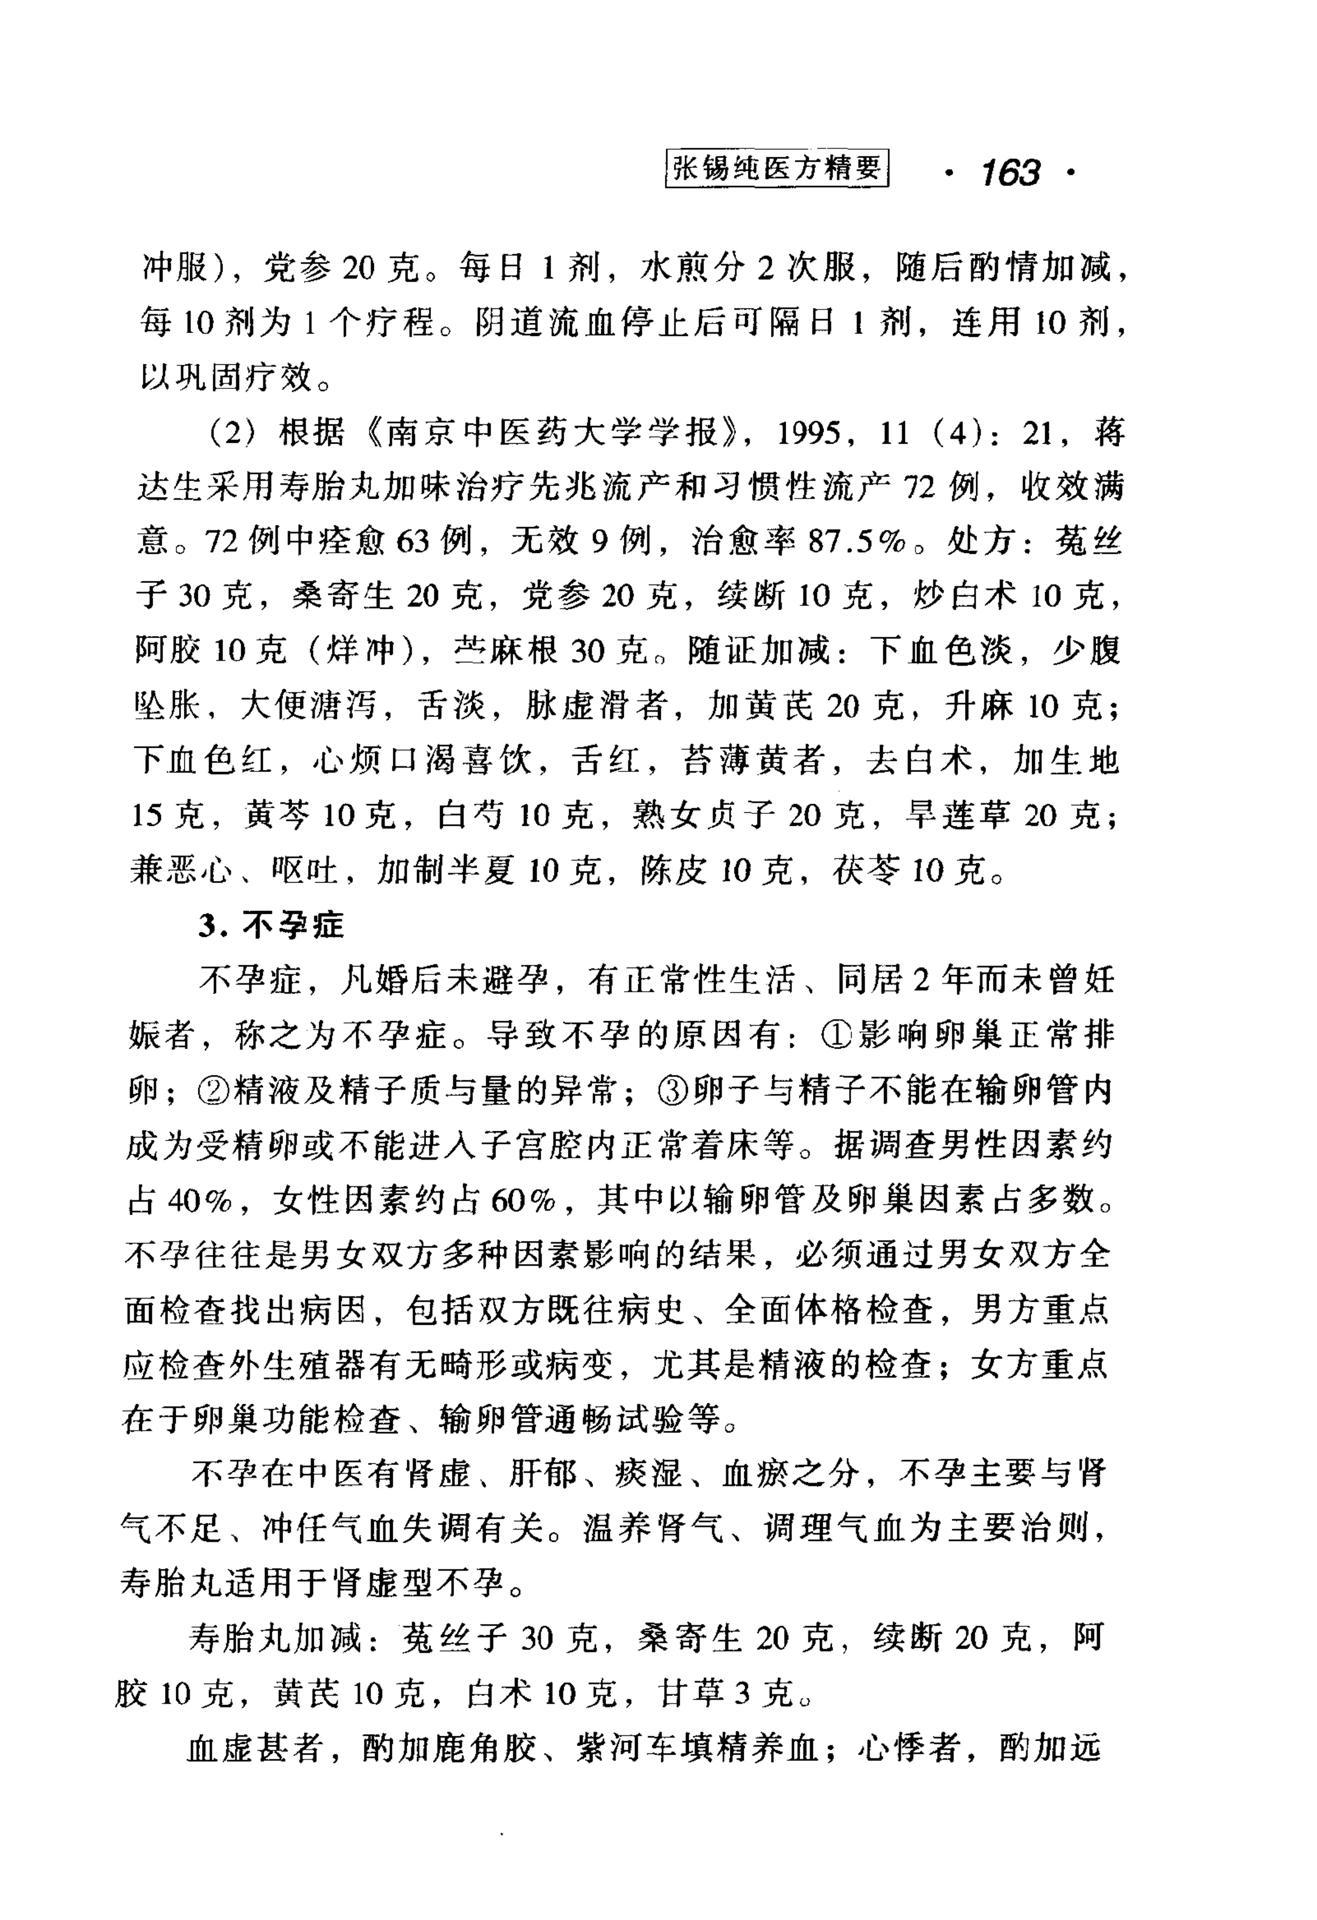 张锡纯医方精要 · 163 ·
冲服），党参 20 克。每日 1 剂，水煎分 2 次服，随后酌情加减，
每 10 剂为 1 个疗程。阴道流血停止后可隔日 1 剂，连用 10 剂，
以巩固疗效。
（2）根据《南京中医药大学学报》，1995，11（4）：21，蒋
达生采用寿胎丸加味治疗先兆流产和习惯性流产 72 例，收效满
意。72 例中痊愈 63 例，无效 9 例，治愈率 87.5%。处方：菟丝
子 30 克，桑寄生 20 克，党参 20 克，续断 10 克，炒白术 10 克，
阿胶 10 克（烊冲），苎麻根 30 克。随证加减：下血色淡，少腹
坠胀，大便溏泻，舌淡，脉虚滑者，加黄芪 20 克，升麻 10 克；
下血色红，心烦口渴喜饮，舌红，苔薄黄者，去白术，加生地
15 克，黄芩 10 克，白芍 10 克，熟女贞子 20 克，旱莲草 20 克；
兼恶心、呕吐，加制半夏 10 克，陈皮 10 克，茯苓 10 克。
3. 不孕症
不孕症，凡婚后未避孕，有正常性生活、同居 2 年而未曾妊
娠者，称之为不孕症。导致不孕的原因有：①影响卵巢正常排
卵；②精液及精子质与量的异常；③卵子与精子不能在输卵管内
成为受精卵或不能进入子宫腔内正常着床等。据调查男性因素约
占 40%，女性因素约占 60%，其中以输卵管及卵巢因素占多数。
不孕往往是男女双方多种因素影响的结果，必须通过男女双方全
面检查找出病因，包括双方既往病史、全面体格检查，男方重点
应检查外生殖器有无畸形或病变，尤其是精液的检查；女方重点
在于卵巢功能检查、输卵管通畅试验等。
不孕在中医有肾虚、肝郁、痰湿、血瘀之分，不孕主要与肾
气不足、冲任气血失调有关。温养肾气、调理气血为主要治则，
寿胎丸适用于肾虚型不孕。
寿胎丸加减：菟丝子 30 克，桑寄生 20 克，续断 20 克，阿
胶 10 克，黄芪 10 克，白术 10 克，甘草 3 克。
血虚甚者，酌加鹿角胶、紫河车填精养血；心悸者，酌加远